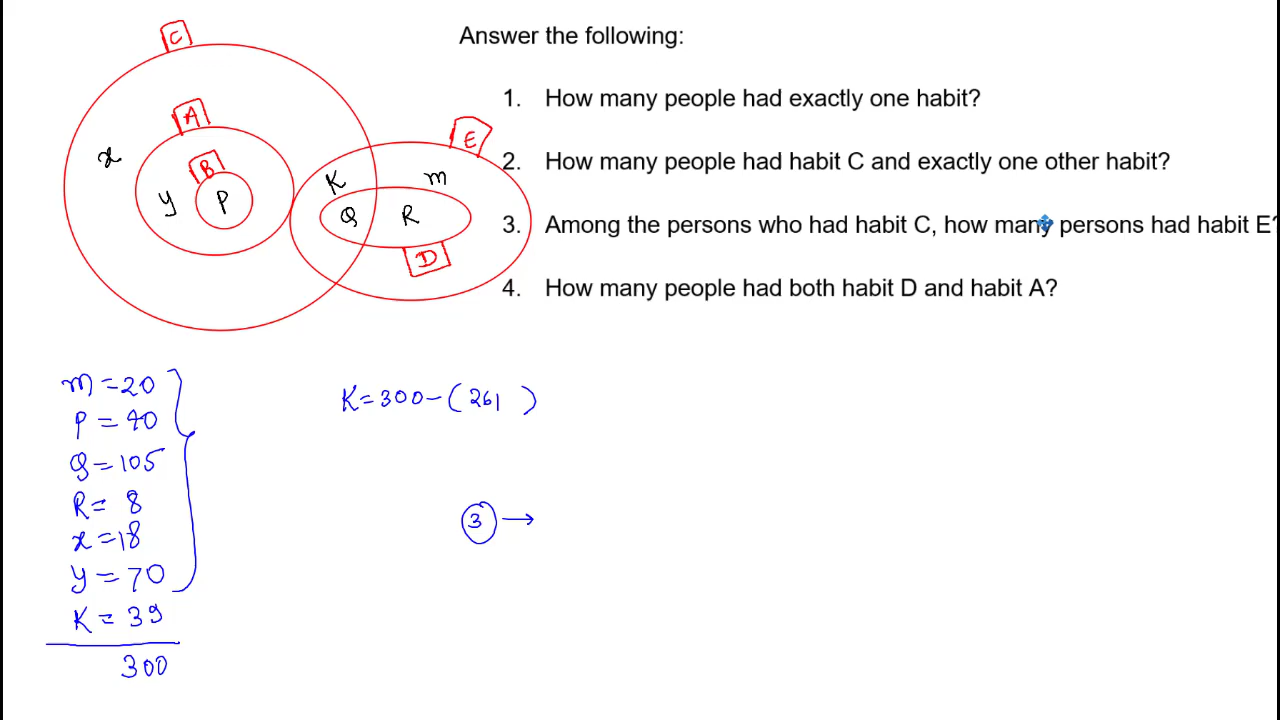 C
Answer the following:
1. How many people had exactly one habit?
A
E
2. How many people had habit C and exactly one other habit?
x
B
K
m
y
P
Q
R
3. Among the persons who had habit C, how many persons had habit E?
D
4. How many people had both habit D and habit A?
m = 20
K = 300 - ( 261 )
P = 40
Q = 105
R = 8
3 →
x = 18
y = 70
K = 39
300